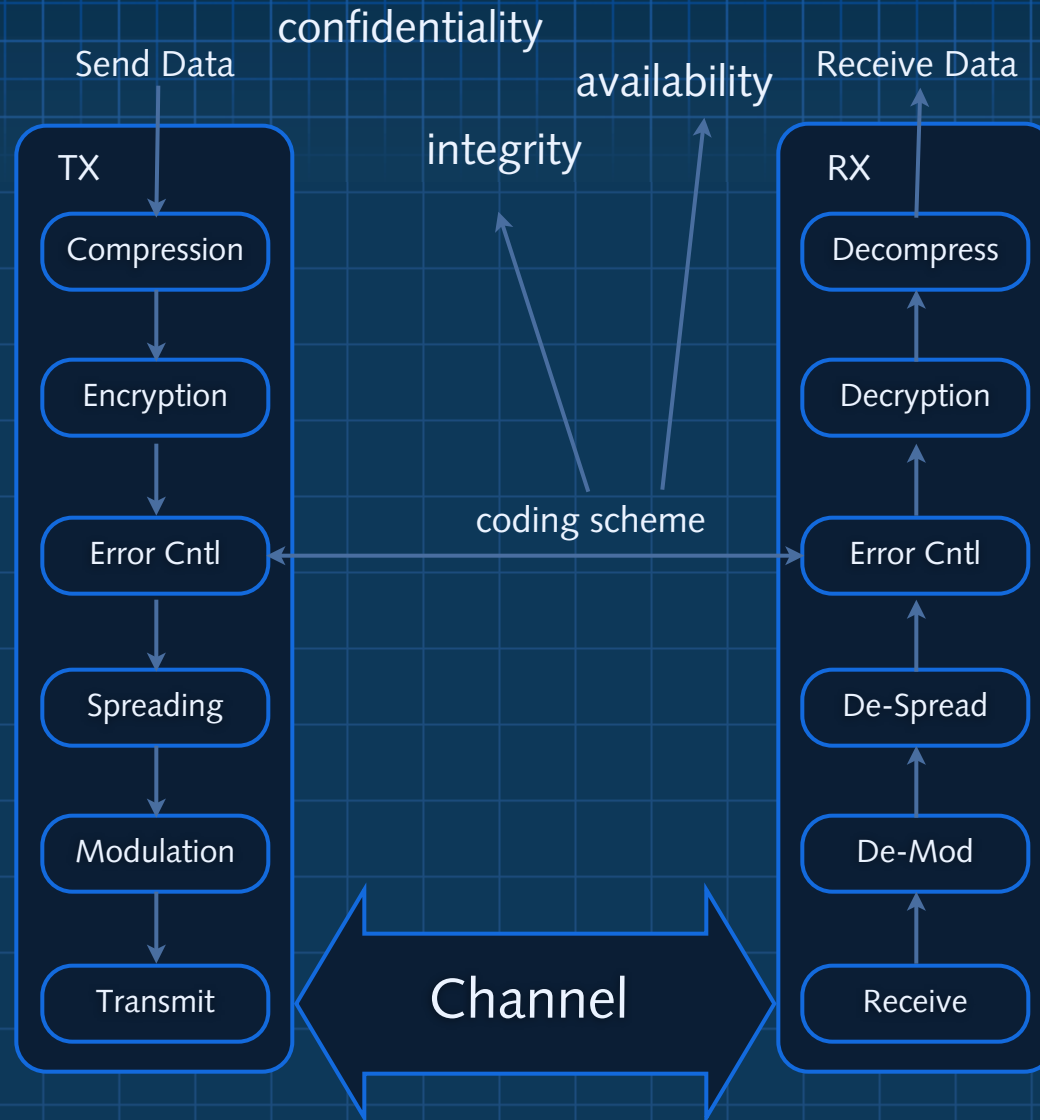 confidentiality
Send Data
availability
Receive Data
integrity
TX
RX
Compression
Decompress
Encryption
Decryption
coding scheme
Error Cntl
Error Cntl
Spreading
De-Spread
Modulation
De-Mod
Channel
Transmit
Receive